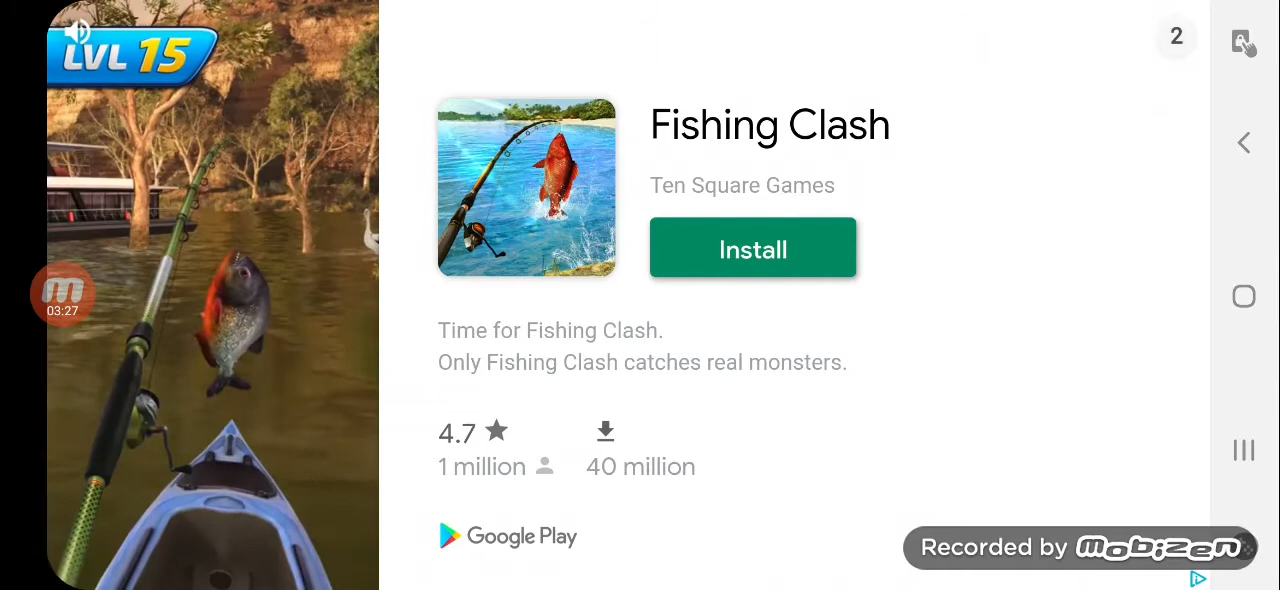 LVL 15
2
Fishing Clash
Ten Square Games
Install
03:27
Time for Fishing Clash.
Only Fishing Clash catches real monsters.
4.7
1 million
40 million
Google Play
Recorded by mobizen